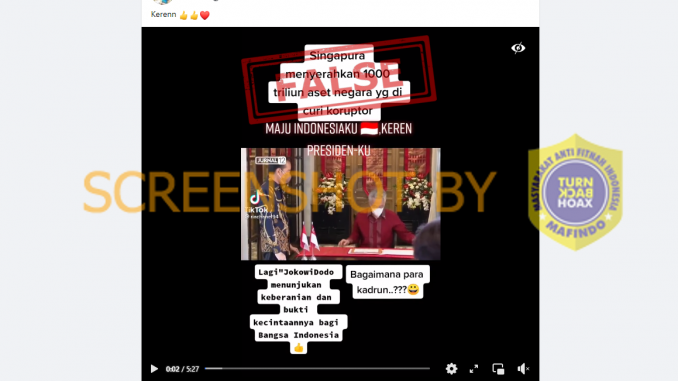 Kerenn 👍👍❤️
Singapura
menyerahkan 1000
triliun aset negara yg di
curi koruptor
FALSE
MAJU INDONESIAKU 🇮🇩,KEREN
PRESIDEN-KU
JURNAL12
TikTok
SCREENSHOT BY
MASYARAKAT ANTI FITNAH INDONESIA
TURN
BACK
HOAX
MAFINDO
Lagi"JokowiDodo
menunjukan
keberanian dan
bukti
kecintaannya bagi
Bangsa Indonesia
👍
Bagaimana para
kadrun..???😀
0:02 / 5:27